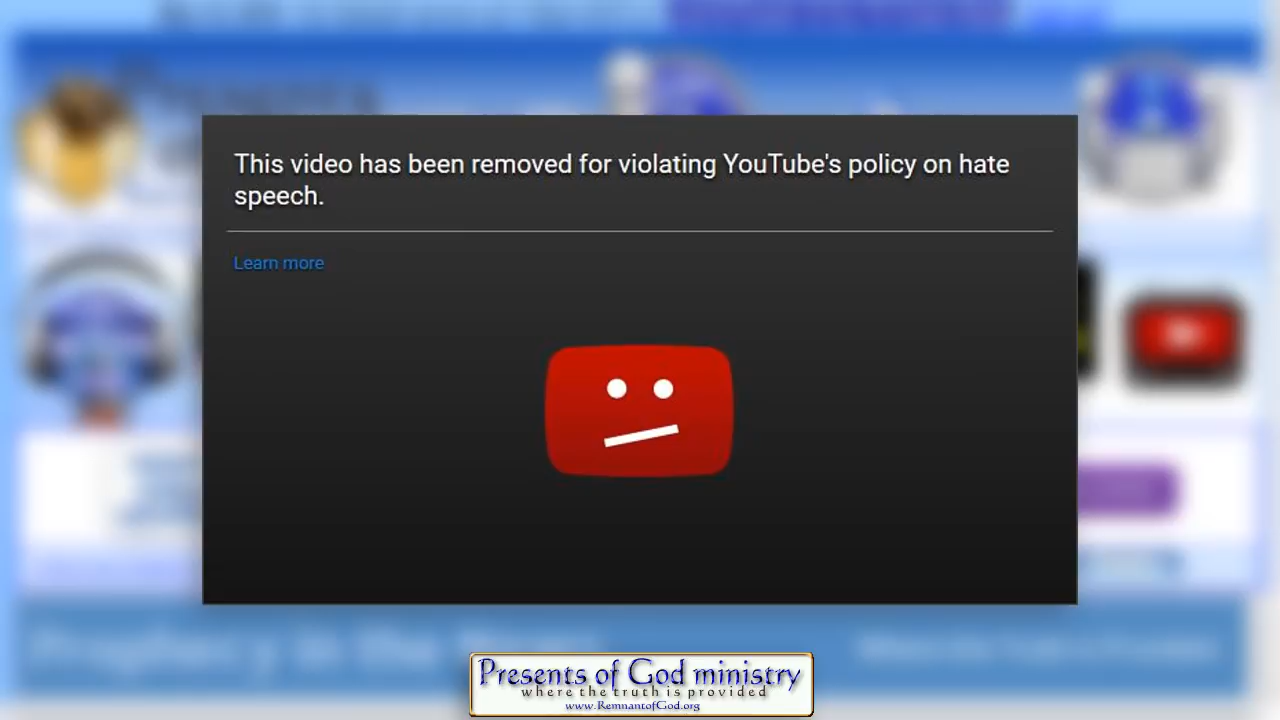 This video has been removed for violating YouTube's policy on hate
speech.
Learn more
Presents of God ministry
where the truth is provided
www.RemnantofGod.org